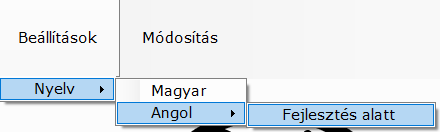 Beállítások Módosítás
Nyelv Magyar
Angol Fejlesztés alatt